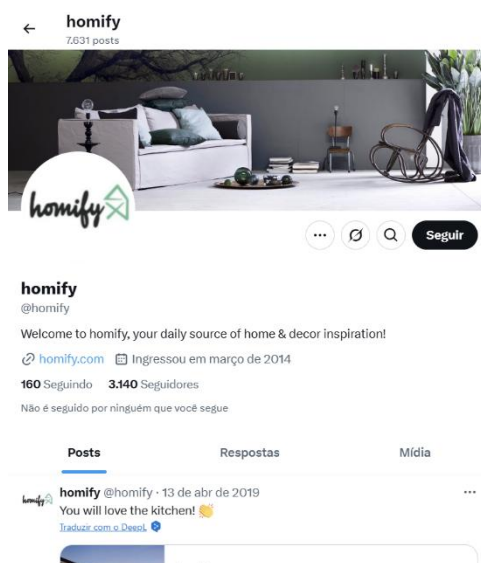 homify
7.631 posts
homify
Seguir
homify
@homify
Welcome to homify, your daily source of home & decor inspiration!
homify.com Ingressou em março de 2014
160 Seguindo 3.140 Seguidores
Não é seguido por ninguém que você segue
Posts Respostas Mídia
homify
homify @homify · 13 de abr de 2019
You will love the kitchen! 👏
Traduzir com o DeepL